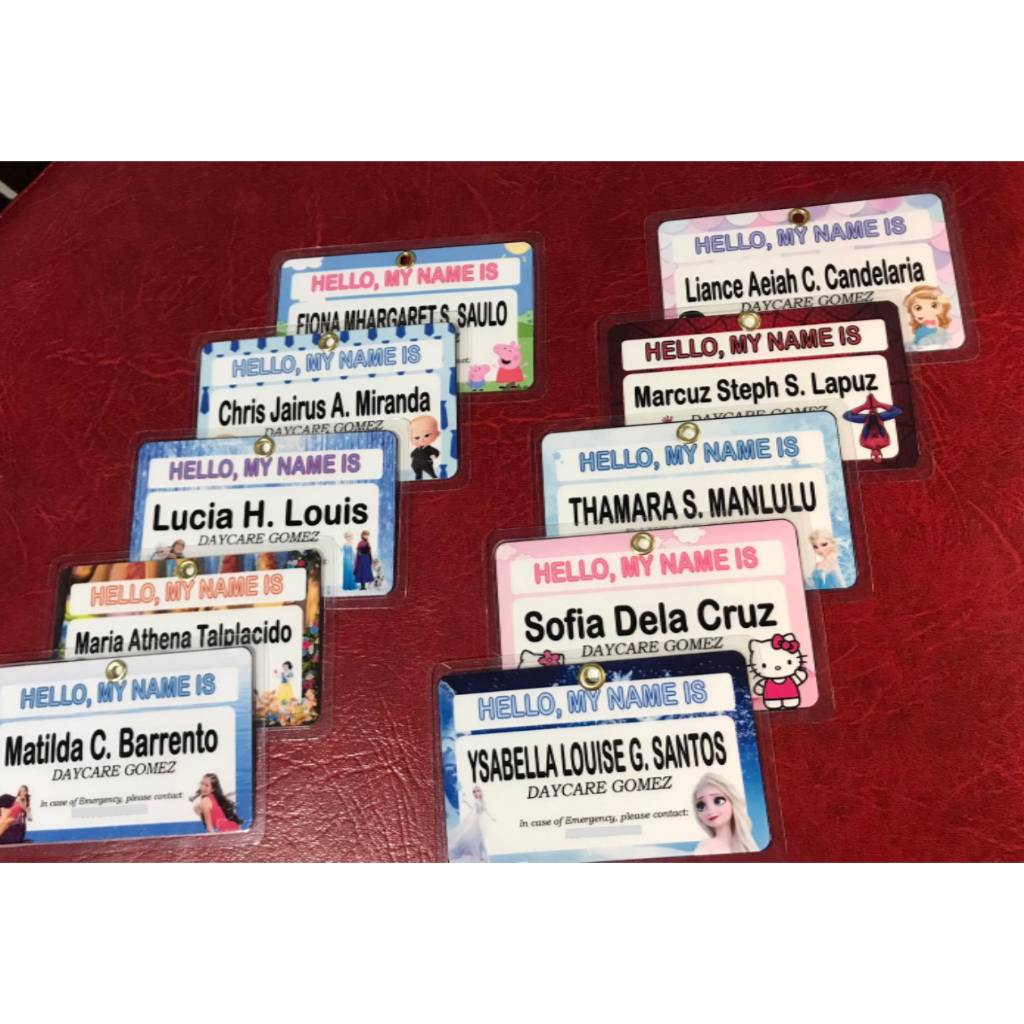 HELLO, MY NAME IS
FIONA MHARGARET S. SAULO
HELLO, MY NAME IS
Chris Jairus A. Miranda
DAYCARE GOMEZ
HELLO, MY NAME IS
Lucia H. Louis
DAYCARE GOMEZ
HELLO, MY NAME IS
Maria Athena Talplacido
HELLO, MY NAME IS
Matilda C. Barrento
DAYCARE GOMEZ
In case of Emergency, please contact
HELLO, MY NAME IS
Liance Aeiah C. Candelaria
DAYCARE GOMEZ
HELLO, MY NAME IS
Marcuz Steph S. Lapuz
DAYCARE GOMEZ
HELLO, MY NAME IS
THAMARA S. MANLULU
HELLO, MY NAME IS
Sofia Dela Cruz
DAYCARE GOMEZ
HELLO, MY NAME IS
YSABELLA LOUISE G. SANTOS
DAYCARE GOMEZ
In case of Emergency, please contact: